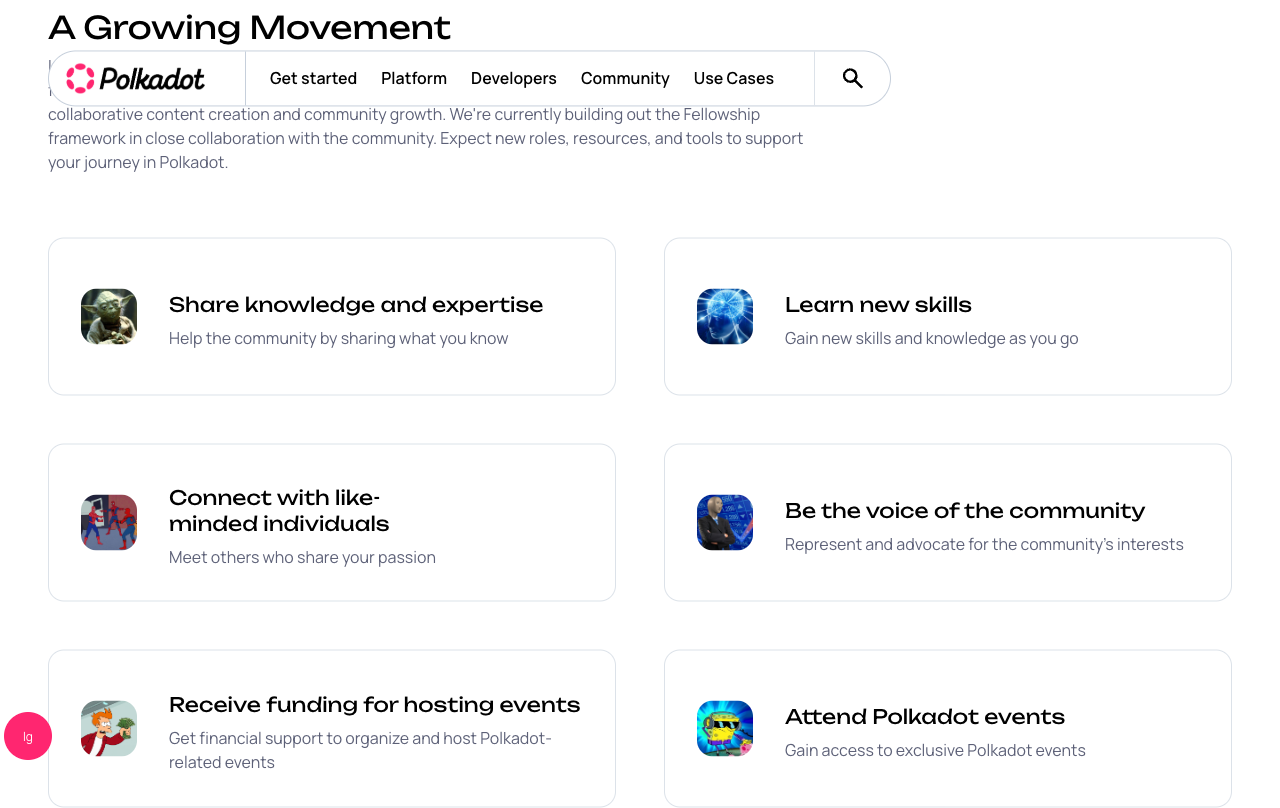 A Growing Movement
Polkadot
Get started
Platform
Developers
Community
Use Cases
collaborative content creation and community growth. We're currently building out the Fellowship
framework in close collaboration with the community. Expect new roles, resources, and tools to support
your journey in Polkadot.
Share knowledge and expertise
Help the community by sharing what you know
Learn new skills
Gain new skills and knowledge as you go
Connect with like-
minded individuals
Meet others who share your passion
Be the voice of the community
Represent and advocate for the community's interests
Receive funding for hosting events
Get financial support to organize and host Polkadot-
related events
Attend Polkadot events
Gain access to exclusive Polkadot events
lg